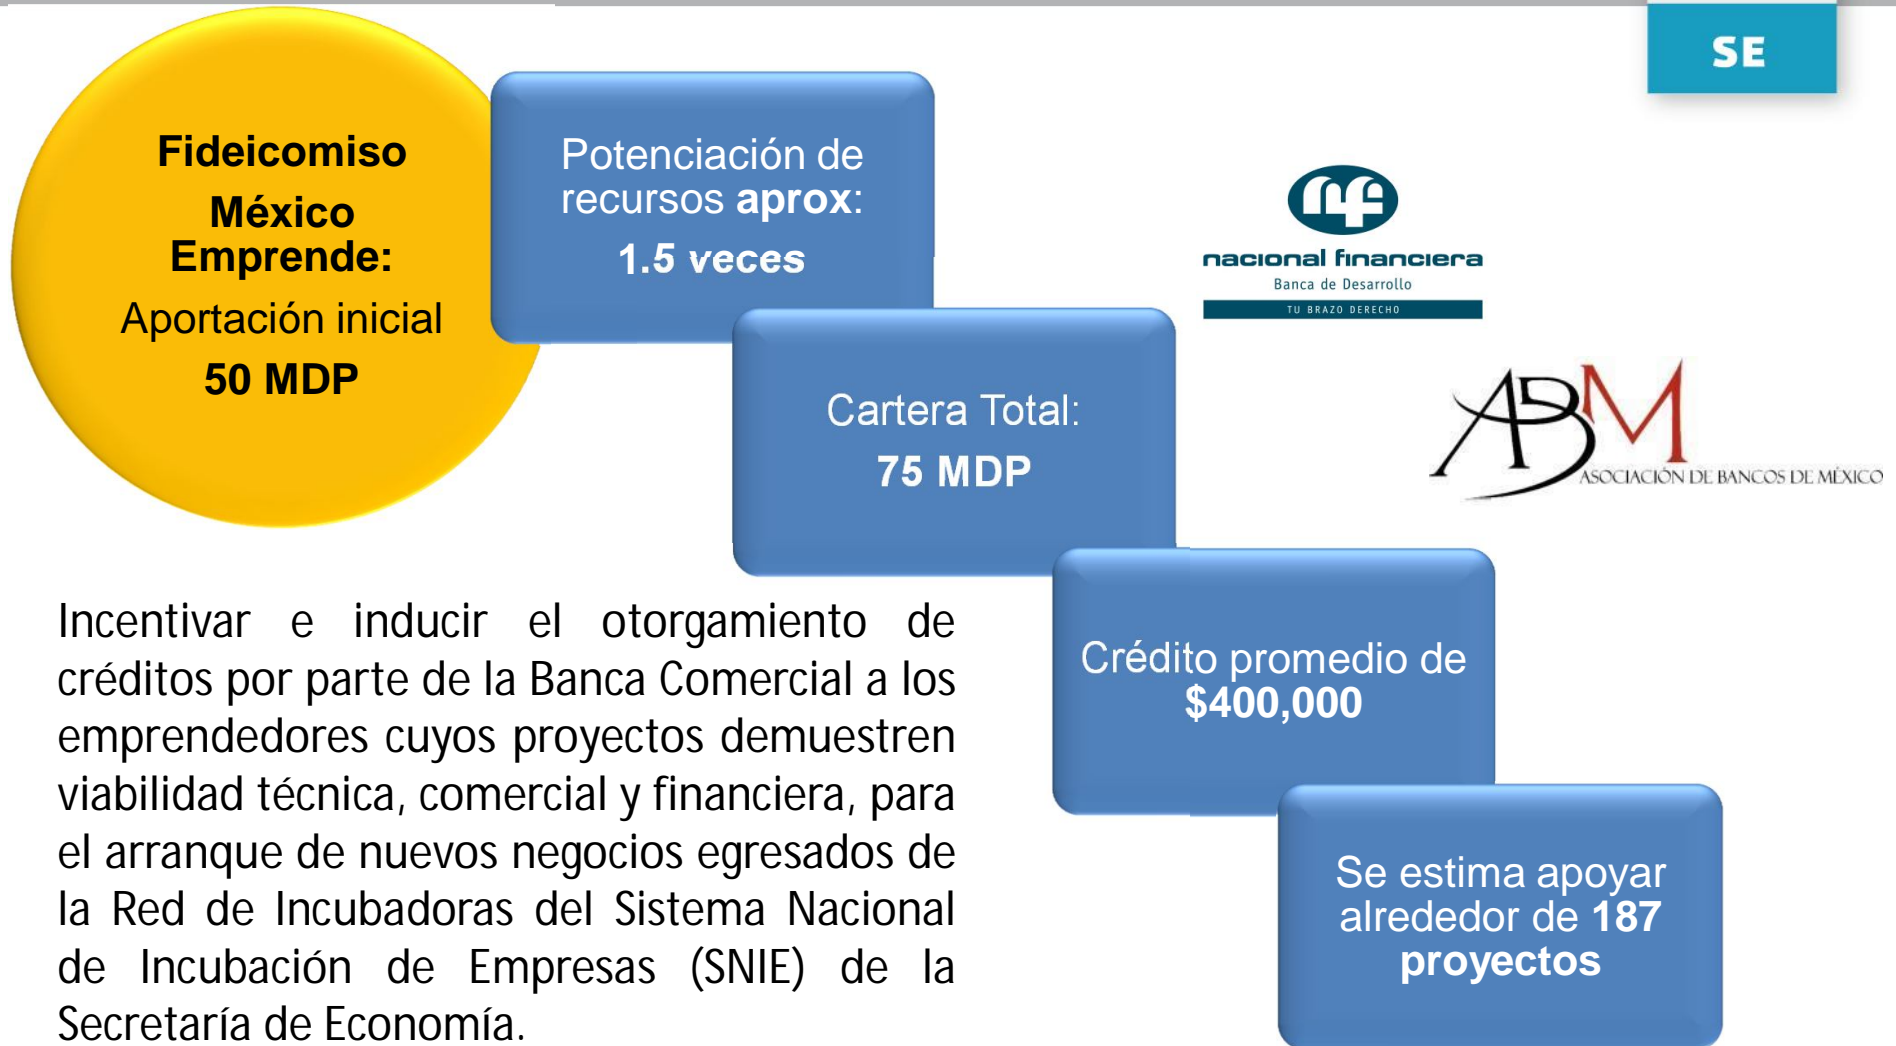 SE
Fideicomiso
México
Emprende:
Aportación inicial
50 MDP
Potenciación de
recursos aprox:
1.5 veces
nf
nacional financiera
Banca de Desarrollo
TU BRAZO DERECHO
Cartera Total:
75 MDP
ABM
ASOCIACIÓN DE BANCOS DE MÉXICO
Crédito promedio de
$400,000
Se estima apoyar
alrededor de 187
proyectos
Incentivar e inducir el otorgamiento de
créditos por parte de la Banca Comercial a los
emprendedores cuyos proyectos demuestren
viabilidad técnica, comercial y financiera, para
el arranque de nuevos negocios egresados de
la Red de Incubadoras del Sistema Nacional
de Incubación de Empresas (SNIE) de la
Secretaría de Economía.